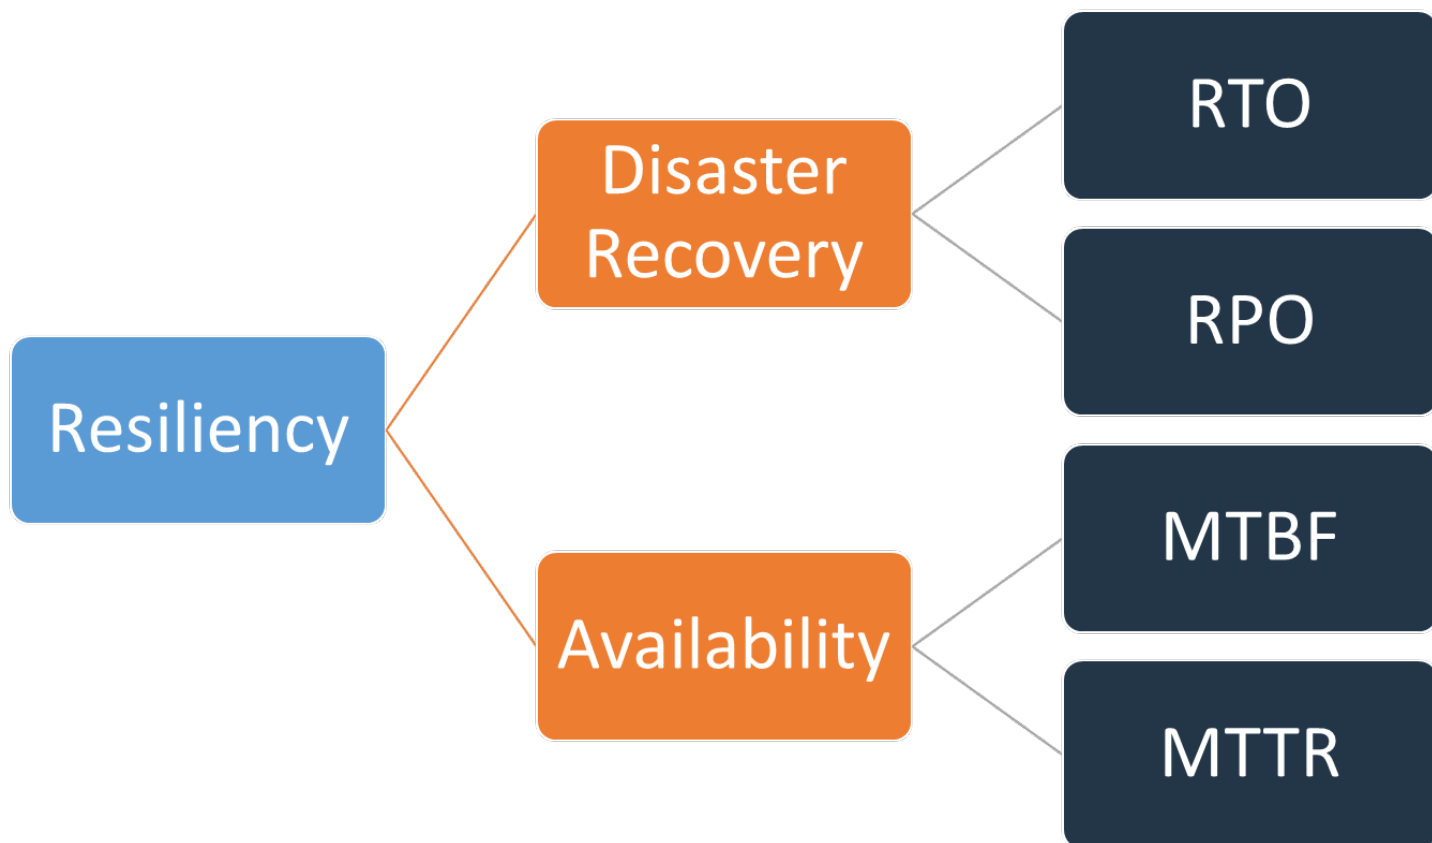 Resiliency
Disaster
Recovery
Availability
RTO
RPO
MTBF
MTTR